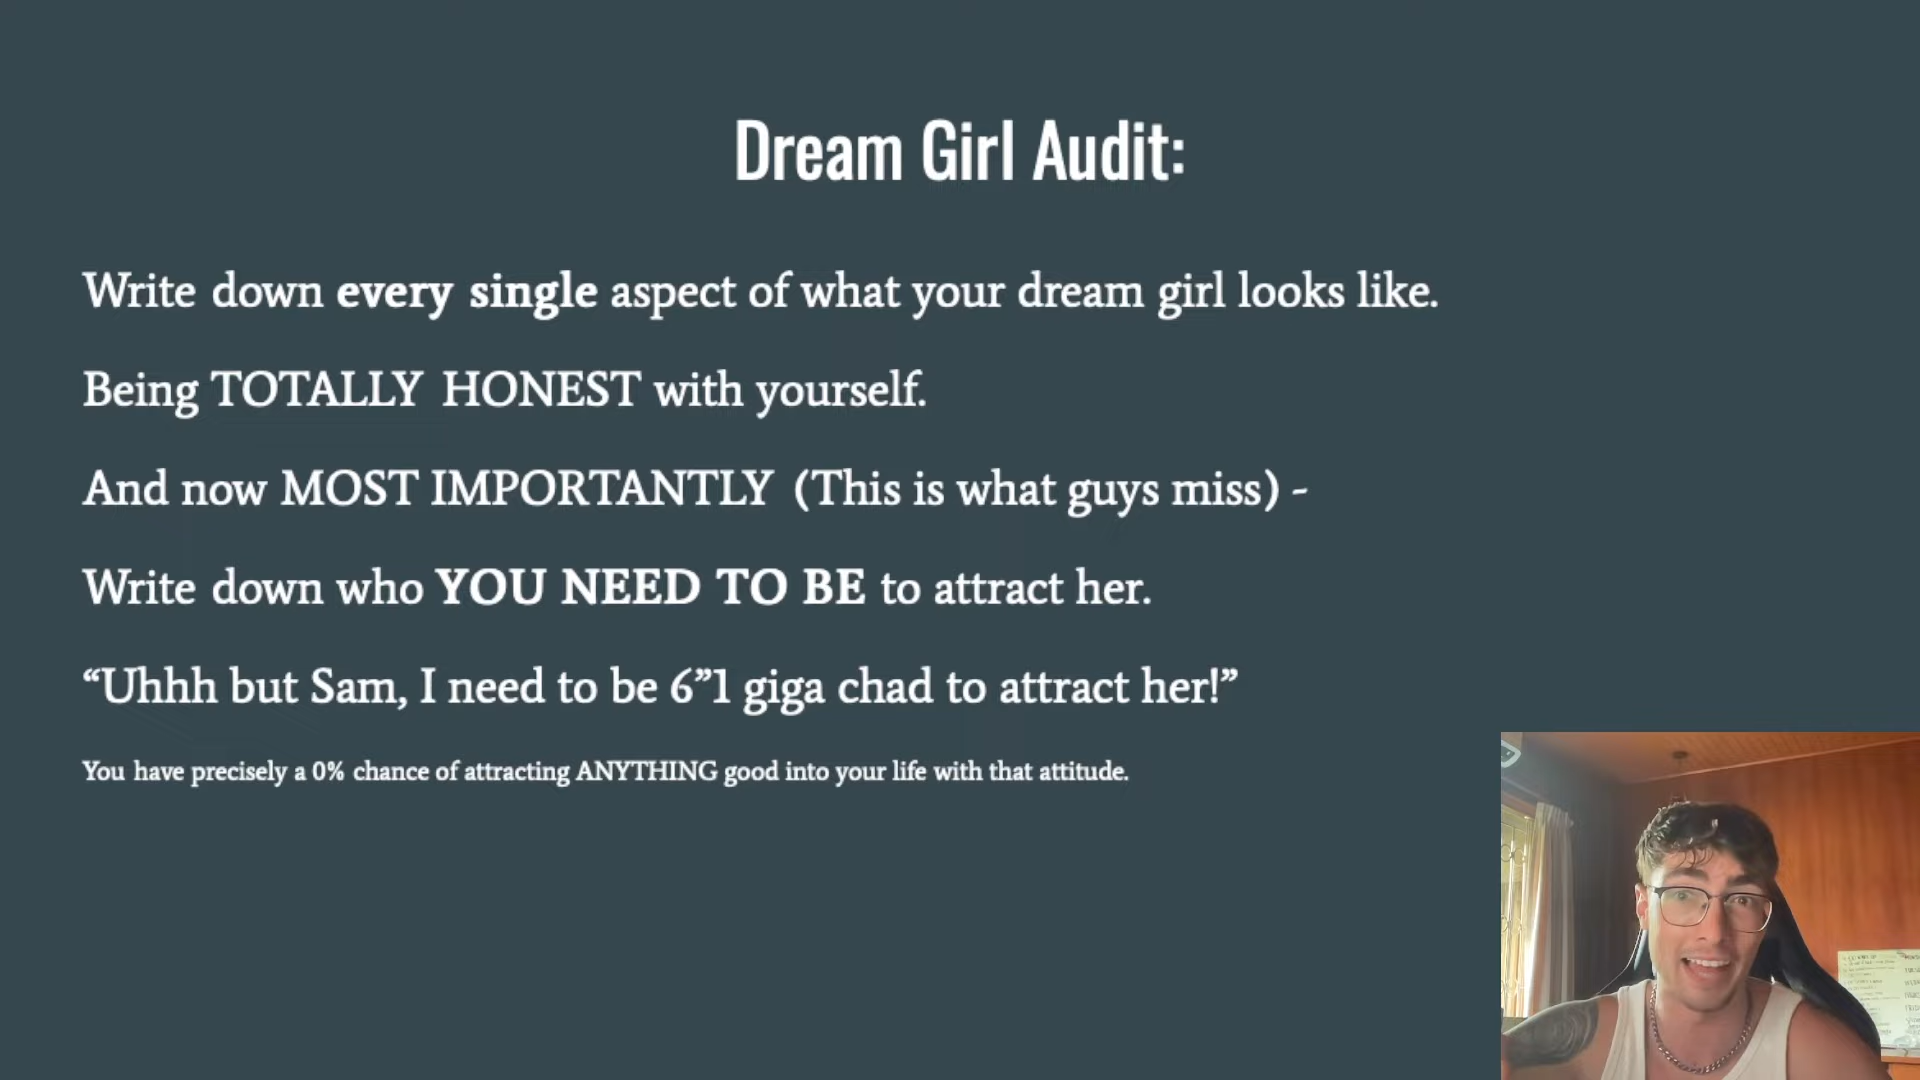 Dream Girl Audit:
Write down every single aspect of what your dream girl looks like.
Being TOTALLY HONEST with yourself.
And now MOST IMPORTANTLY (This is what guys miss) -
Write down who YOU NEED TO BE to attract her.
“Uhhh but Sam, I need to be 6”1 giga chad to attract her!”
You have precisely a 0% chance of attracting ANYTHING good into your life with that attitude.